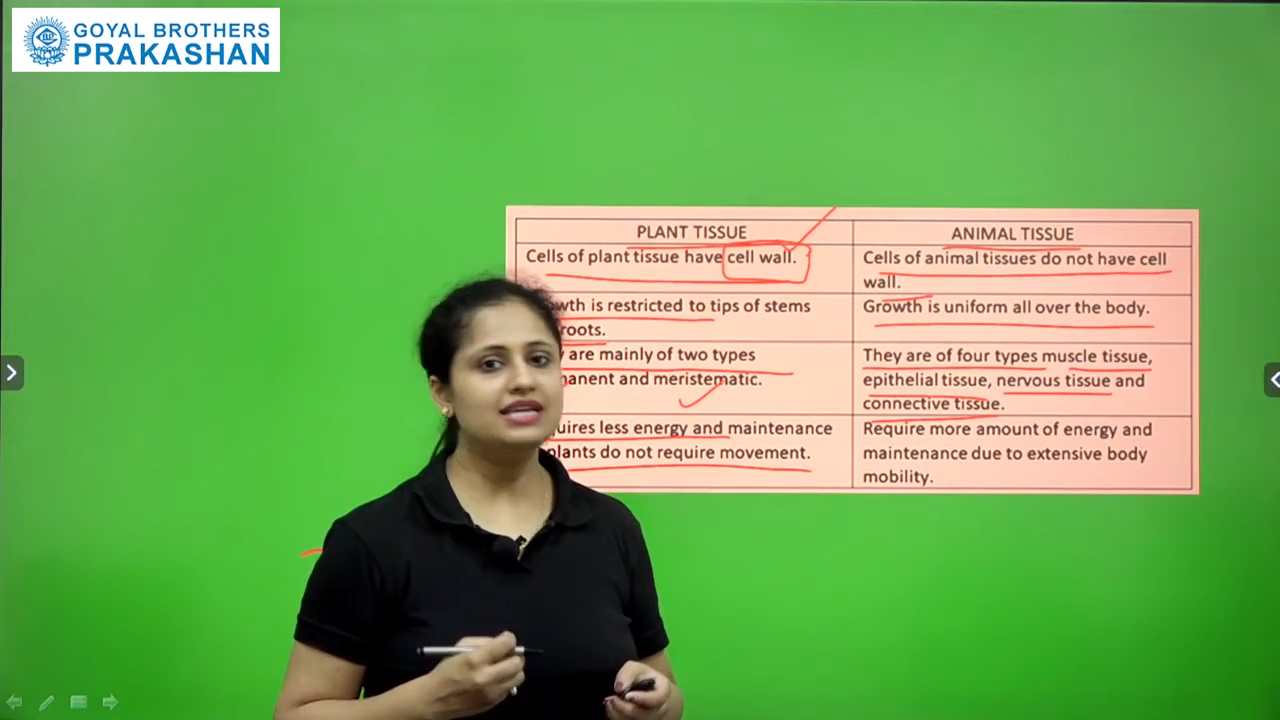 GOYAL BROTHERS
PRAKASHAN
PLANT TISSUE
ANIMAL TISSUE
Cells of plant tissue have cell wall.
Cells of animal tissues do not have cell
wall.
is restricted to tips of stems
roots.
Growth is uniform all over the body.
are mainly of two types
and meristematic.
They are of four types muscle tissue,
epithelial tissue, nervous tissue and
connective tissue.
less energy and maintenance
plants do not require movement.
Require more amount of energy and
maintenance due to extensive body
mobility.